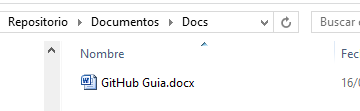 Repositorio Documentos Docs
Buscar e
Nombre
Fec
GitHub Guia.docx
16/0